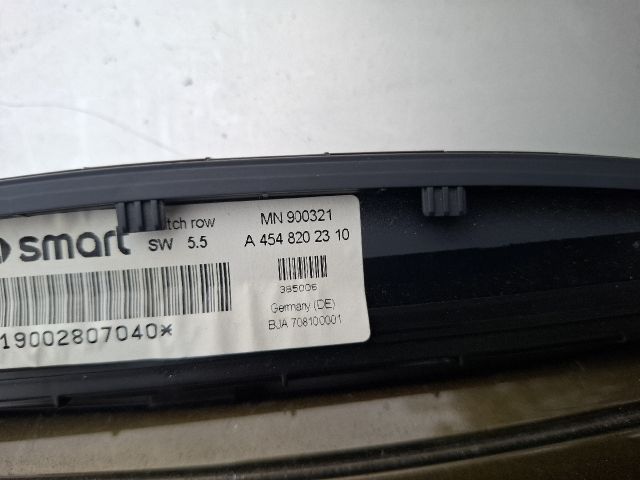 smart
tch row
SW 5.5
MN 900321
A 454 820 23 10
385006
Germany (DE)
BJA 708100001
19002807040*